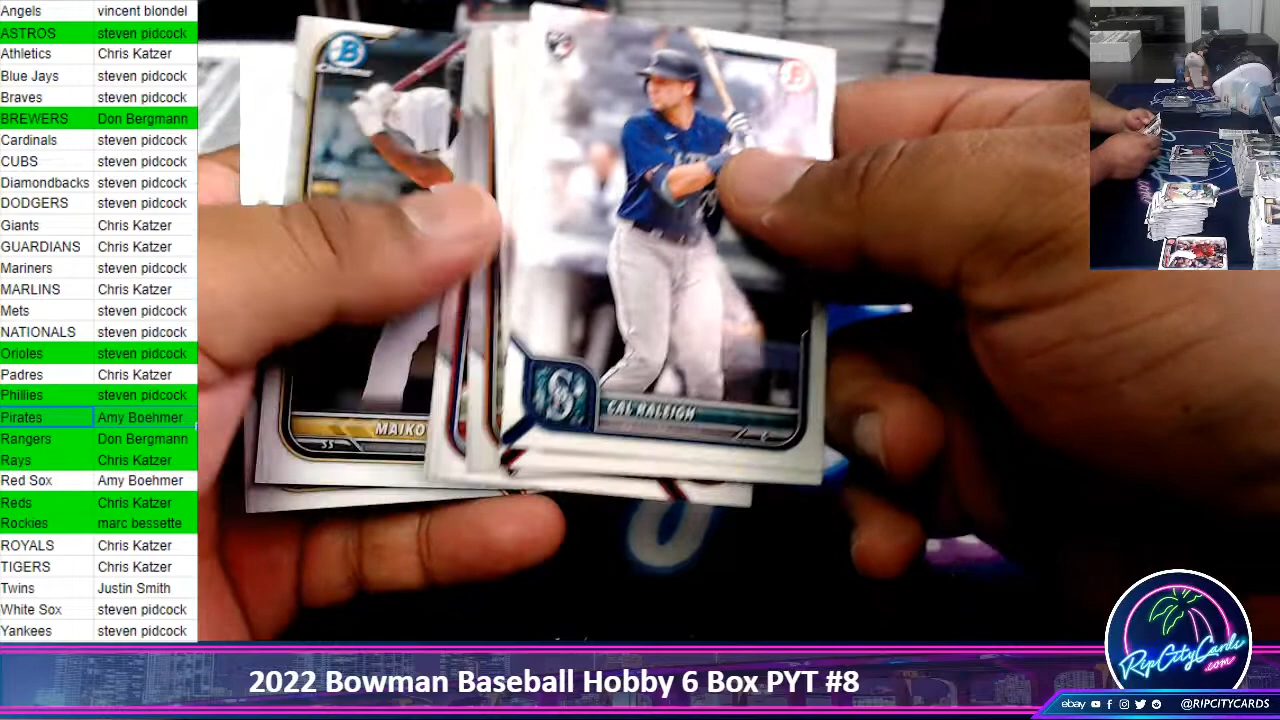 Angels vincent blondel
ASTROS steven pidcock
Athletics Chris Katzer
Blue Jays steven pidcock
Braves steven pidcock
BREWERS Don Bergmann
Cardinals steven pidcock
CUBS steven pidcock
Diamondbacks steven pidcock
DODGERS steven pidcock
Giants Chris Katzer
GUARDIANS Chris Katzer
Mariners steven pidcock
MARLINS Chris Katzer
Mets steven pidcock
NATIONALS steven pidcock
Orioles steven pidcock
Padres Chris Katzer
Phillies steven pidcock
Pirates Amy Boehmer
Rangers Don Bergmann
Rays Chris Katzer
Red Sox Amy Boehmer
Reds Chris Katzer
Rockies marc bessette
ROYALS Chris Katzer
TIGERS Chris Katzer
Twins Justin Smith
White Sox steven pidcock
Yankees steven pidcock
B
Chrome
MAIKO
SS
CAL RALEIGH
S
RipCityCards
.com
2022 Bowman Baseball Hobby 6 Box PYT #8
ebay @RIPCITYCARDS